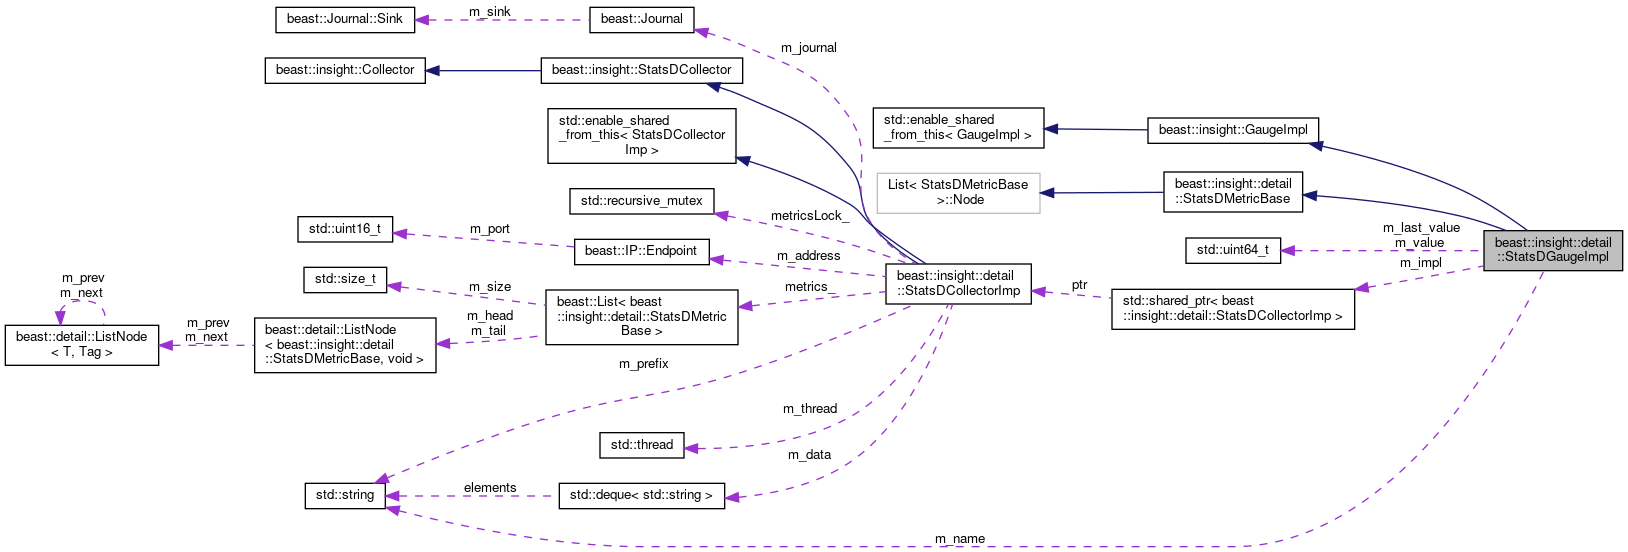 beast::Journal::Sink
m_sink
beast::Journal
m_journal
beast::insight::Collector
beast::insight::StatsDCollector
std::enable_shared
_from_this< StatsDCollector
Imp >
std::enable_shared
_from_this< GaugeImpl >
beast::insight::GaugeImpl
List< StatsDMetricBase
>::Node
beast::insight::detail
::StatsDMetricBase
std::recursive_mutex
metricsLock_
std::uint16_t
m_port
beast::IP::Endpoint
m_address
std::uint64_t
m_last_value
m_value
beast::insight::detail
::StatsDGaugeImpl
m_impl
std::size_t
m_size
beast::List< beast
::insight::detail::StatsDMetric
Base >
metrics_
beast::insight::detail
::StatsDCollectorImp
ptr
std::shared_ptr< beast
::insight::detail::StatsDCollectorImp >
m_prev
m_next
beast::detail::ListNode
< T, Tag >
m_prev
m_next
beast::detail::ListNode
< beast::insight::detail
::StatsDMetricBase, void >
m_head
m_tail
m_prefix
m_thread
std::thread
m_data
std::string
elements
std::deque< std::string >
m_name